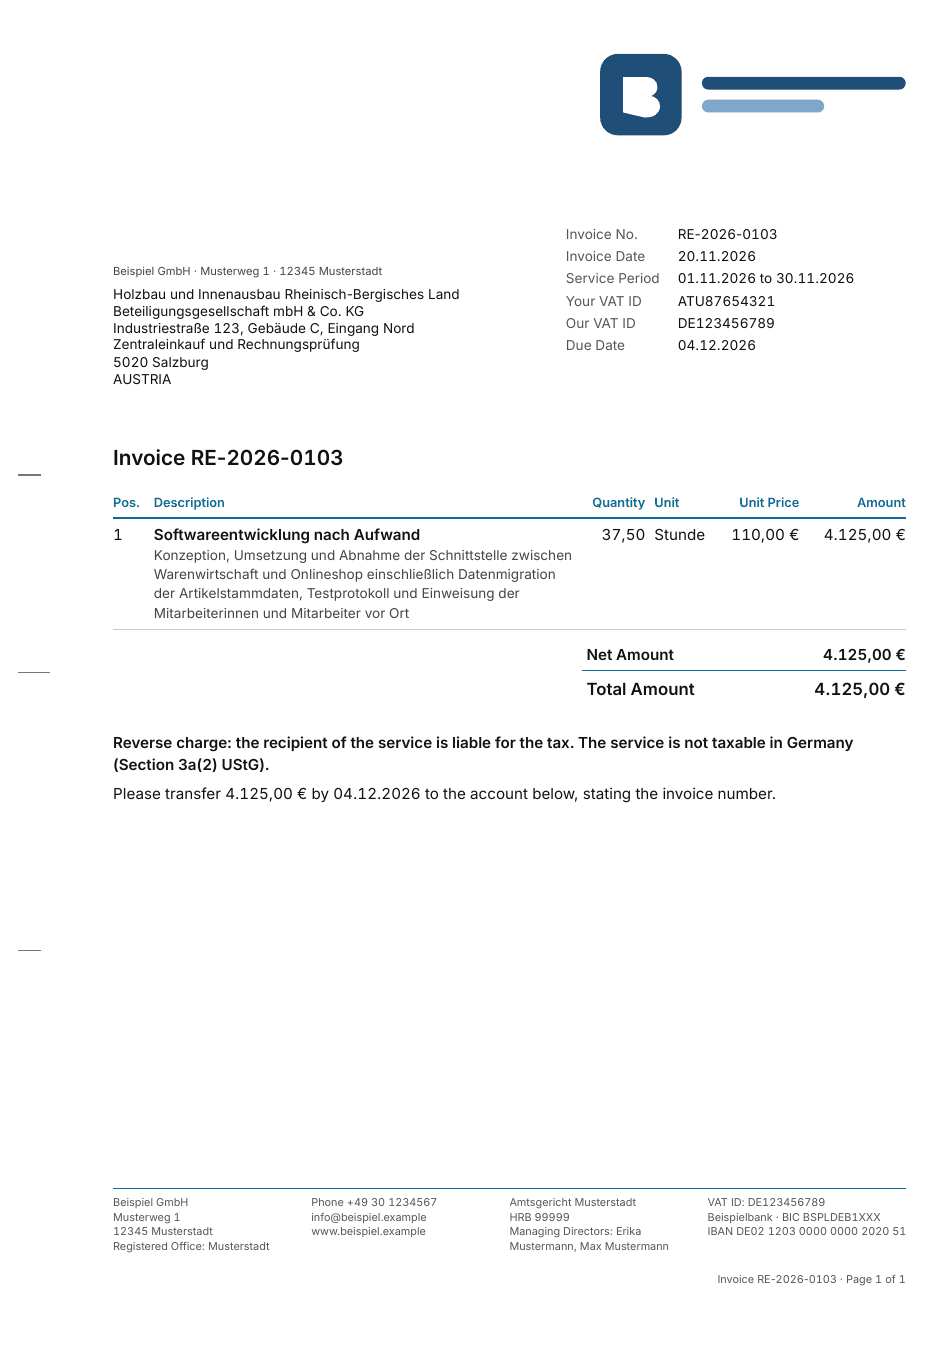 B
Invoice No. RE-2026-0103
Invoice Date 20.11.2026
Service Period 01.11.2026 to 30.11.2026
Your VAT ID ATU87654321
Our VAT ID DE123456789
Due Date 04.12.2026
Beispiel GmbH · Musterweg 1 · 12345 Musterstadt
Holzbau und Innenausbau Rheinisch-Bergisches Land
Beteiligungsgesellschaft mbH & Co. KG
Industriestraße 123, Gebäude C, Eingang Nord
Zentraleinkauf und Rechnungsprüfung
5020 Salzburg
AUSTRIA
Invoice RE-2026-0103
Pos. Description Quantity Unit Unit Price Amount
1 Softwareentwicklung nach Aufwand 37,50 Stunde 110,00 € 4.125,00 €
Konzeption, Umsetzung und Abnahme der Schnittstelle zwischen
Warenwirtschaft und Onlineshop einschließlich Datenmigration
der Artikelstammdaten, Testprotokoll und Einweisung der
Mitarbeiterinnen und Mitarbeiter vor Ort
Net Amount 4.125,00 €
Total Amount 4.125,00 €
Reverse charge: the recipient of the service is liable for the tax. The service is not taxable in Germany
(Section 3a(2) UStG).
Please transfer 4.125,00 € by 04.12.2026 to the account below, stating the invoice number.
Beispiel GmbH
Musterweg 1
12345 Musterstadt
Registered Office: Musterstadt
Phone +49 30 1234567
info@beispiel.example
www.beispiel.example
Amtsgericht Musterstadt
HRB 99999
Managing Directors: Erika
Mustermann, Max Mustermann
VAT ID: DE123456789
Beispielbank · BIC BSPLDEB1XXX
IBAN DE02 1203 0000 0000 2020 51
Invoice RE-2026-0103 · Page 1 of 1